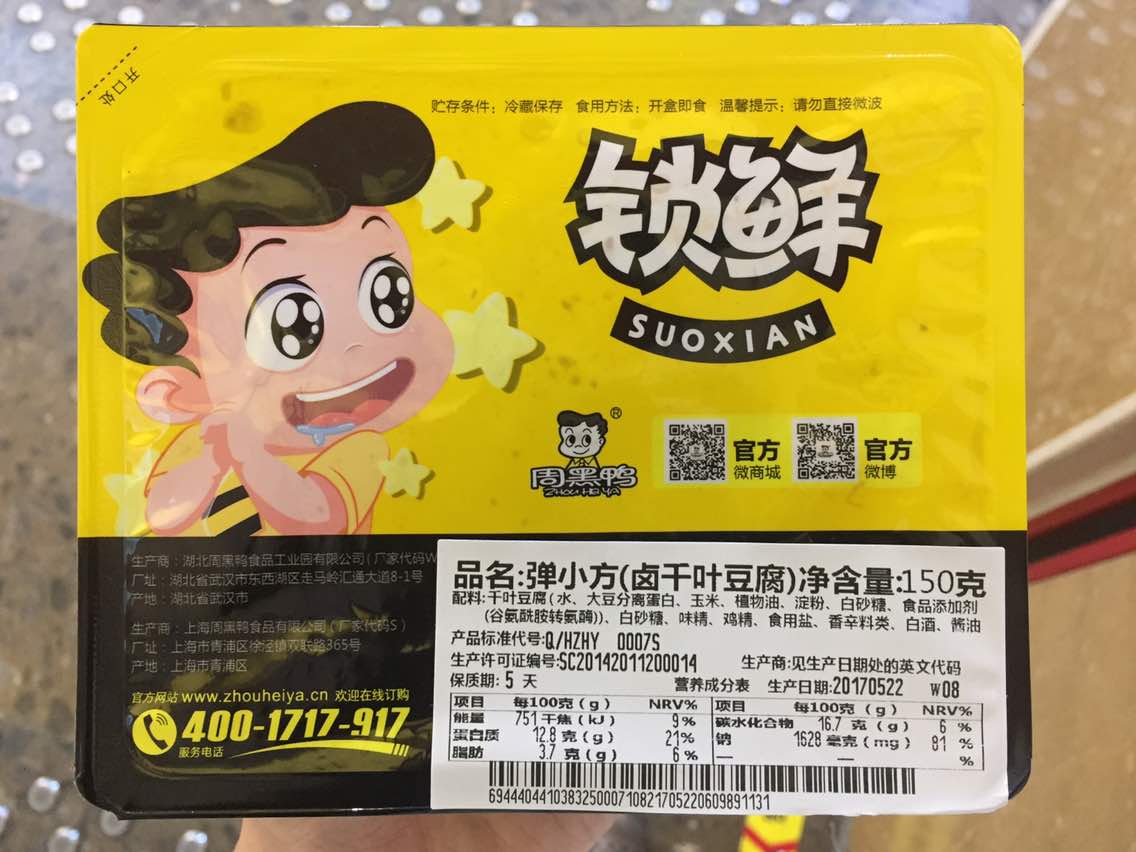 开口处
贮存条件：冷藏保存 食用方法：开盒即食 温馨提示：请勿直接微波
锁鲜
SUOXIAN
周黑鸭®
ZHOU HEI YA
官方
微商城
官方
微博
生产商：湖北周黑鸭食品工业园有限公司(厂家代码W
厂址：湖北省武汉市东西湖区走马岭汇通大道8-1号
产地：湖北省武汉市
生产商：上海周黑鸭食品有限公司(厂家代码S)
厂址：上海市青浦区徐泾镇双联路365号
产地：上海市青浦区
官方网站 www.zhouheiya.cn 欢迎在线订购
400-1717-917
服务电话
品名:弹小方(卤千叶豆腐)净含量:150克
配料:千叶豆腐(水、大豆分离蛋白、玉米、植物油、淀粉、白砂糖、食品添加剂
(谷氨酰胺转氨酶))、白砂糖、味精、鸡精、食用盐、香辛料类、白酒、酱油
产品标准代号:Q/HZHY 0007S
生产许可证编号:SC20142011200014 生产商:见生产日期处的英文代码
保质期: 5 天 营养成分表 生产日期:20170522 W08
项目 每100克(g) NRV% 项目 每100克(g) NRV%
能量 751 千焦(kJ) 9% 碳水化合物 16.7 克(g) 6 %
蛋白质 12.8 克(g) 21% 钠 1628 毫克(mg) 81 %
脂肪 3.7 克(g) 6 % — — %
6944404410383250007108217052206098 91131